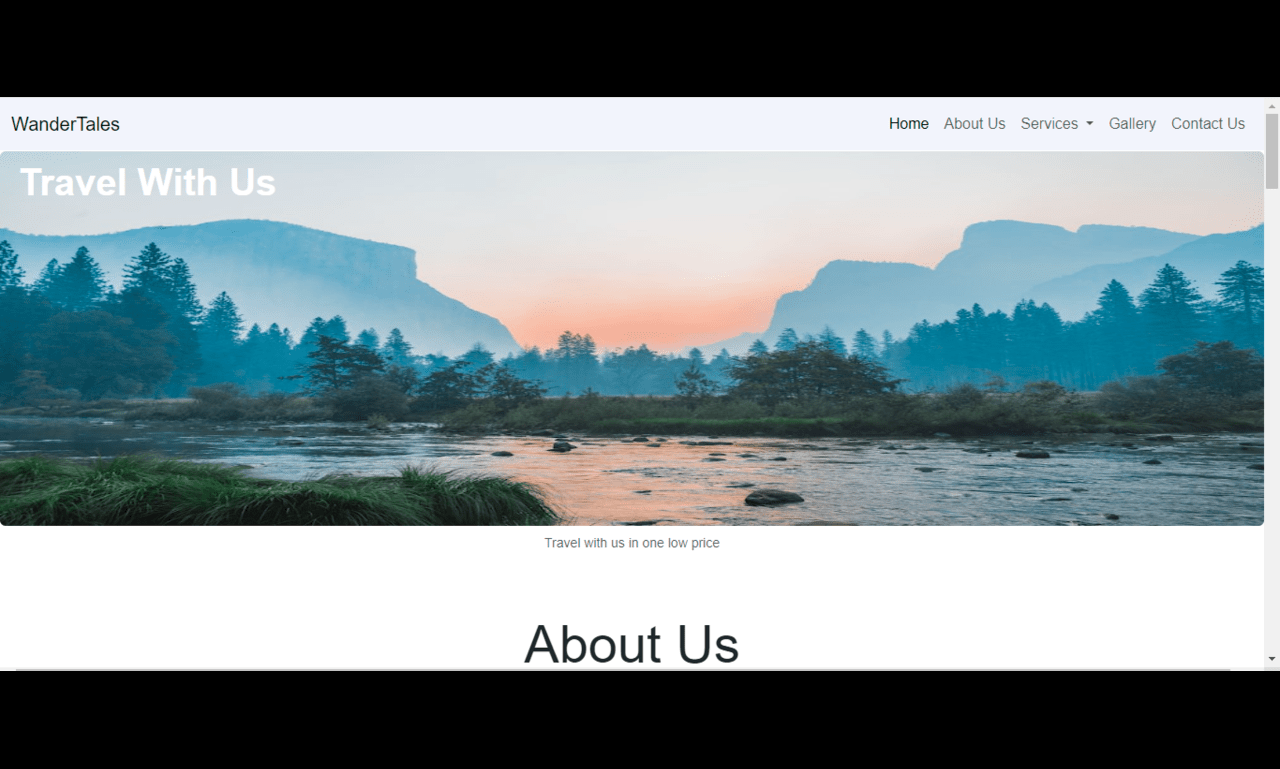 WanderTales
Home About Us Services Gallery Contact Us
Travel With Us
Travel with us in one low price
About Us